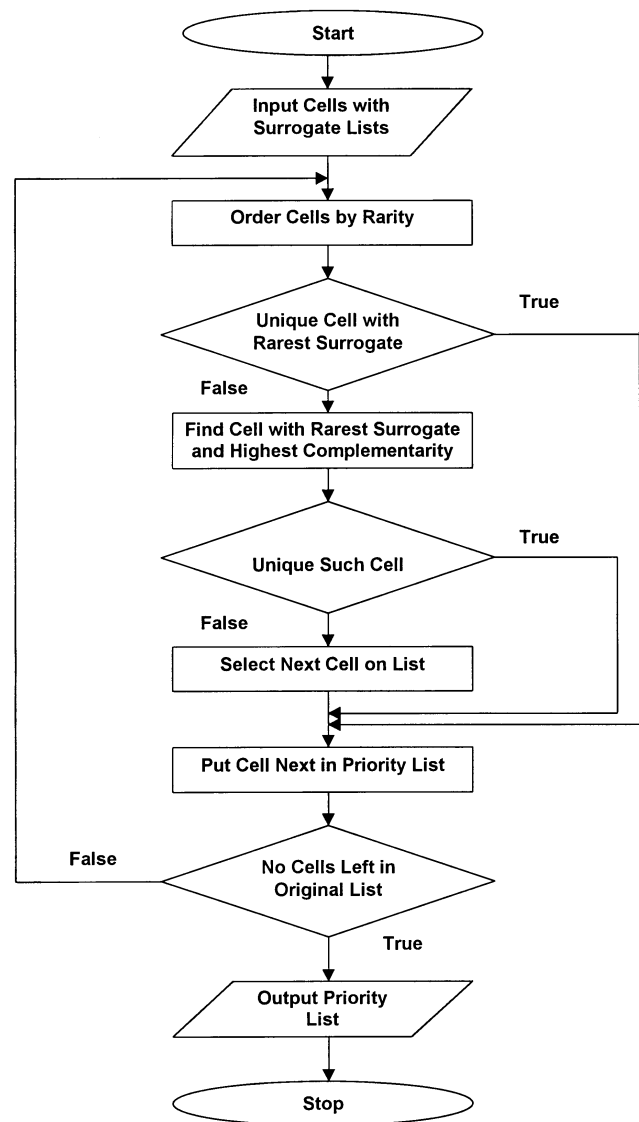 Start
Input Cells with
Surrogate Lists
Order Cells by Rarity
True
Unique Cell with
Rarest Surrogate
False
Find Cell with Rarest Surrogate
and Highest Complementarity
True
Unique Such Cell
False
Select Next Cell on List
Put Cell Next in Priority List
False
No Cells Left in
Original List
True
Output Priority
List
Stop